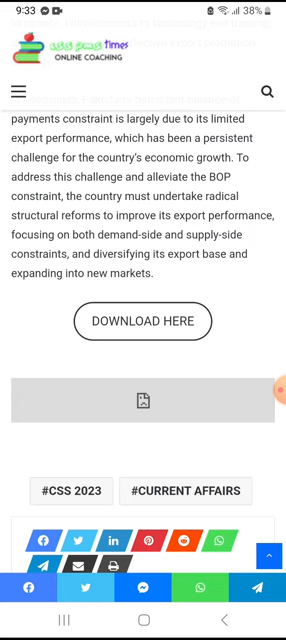 9:33
38%
times
ONLINE COACHING
payments constraint is largely due to its limited
export performance, which has been a persistent
challenge for the country's economic growth. To
address this challenge and alleviate the BOP
constraint, the country must undertake radical
structural reforms to improve its export performance,
focusing on both demand-side and supply-side
constraints, and diversifying its export base and
expanding into new markets.
DOWNLOAD HERE
#CSS 2023
#CURRENT AFFAIRS